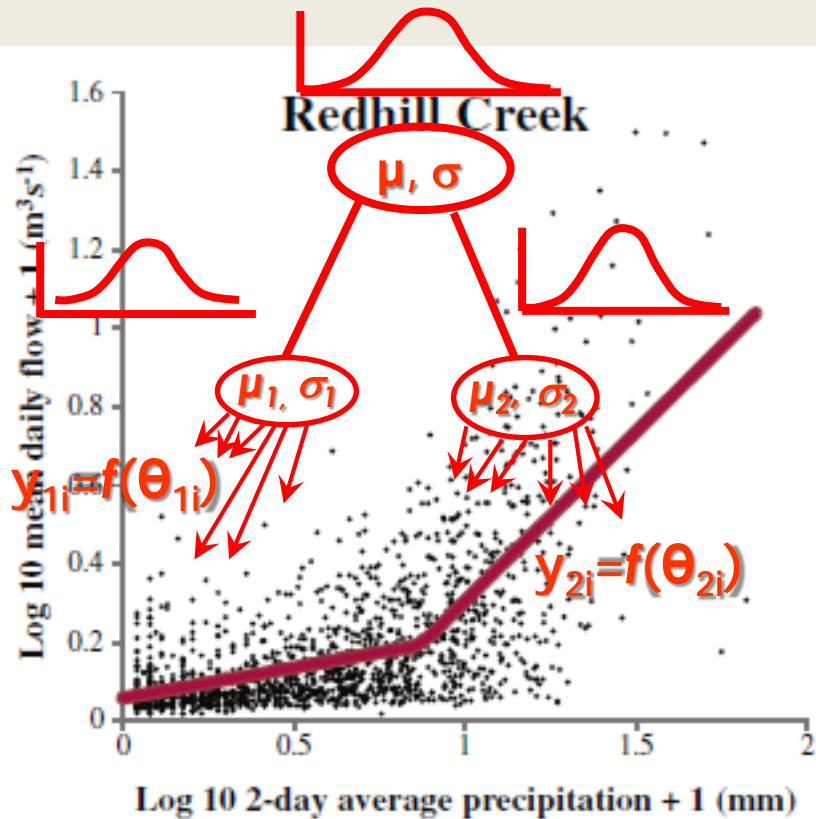 Redhill Creek
μ, σ
μ1, σ1
μ2, σ2
y1i=f(θ1i)
y2i=f(θ2i)
Log 10 mean daily flow + 1 (m³s⁻¹)
1.6
1.4
1.2
1
0.8
0.6
0.4
0.2
0
0 0.5 1 1.5 2
Log 10 2-day average precipitation + 1 (mm)